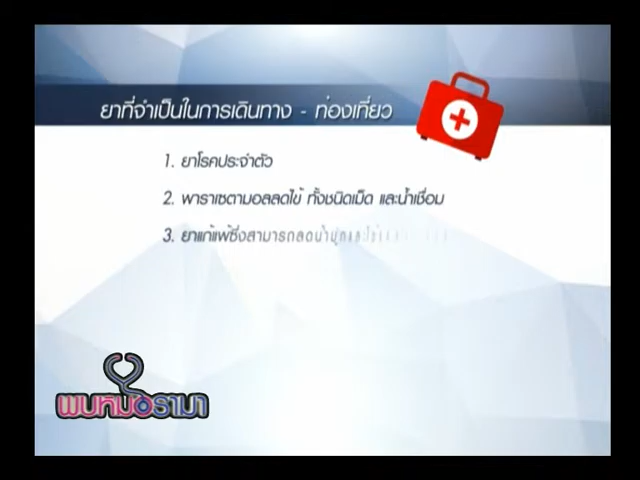 ยาที่จำเป็นในการเดินทาง - ท่องเที่ยว
1. ยาโรคประจำตัว
2. พาราเซตามอลลดไข้ ทั้งชนิดเม็ด และน้ำเชื่อม
3. ยาแก้แพ้ซึ่งสามารถลดน้ำมูก
พบหมอรามา